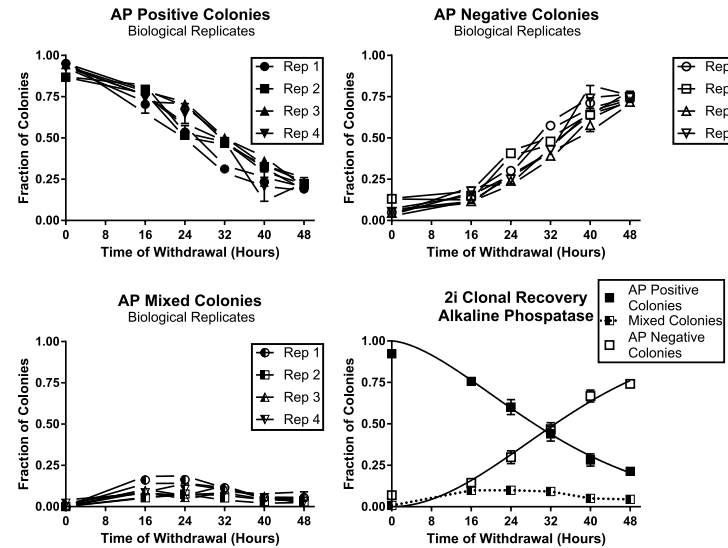 AP Positive Colonies
Biological Replicates
Fraction of Colonies
1.00
0.75
0.50
0.25
0.00
0 8 16 24 32 40 48
Time of Withdrawal (Hours)
Rep 1
Rep 2
Rep 3
Rep 4
AP Negative Colonies
Biological Replicates
Fraction of Colonies
1.00
0.75
0.50
0.25
0.00
0 8 16 24 32 40 48
Time of Withdrawal (Hours)
Rep
Rep
Rep
Rep
AP Mixed Colonies
Biological Replicates
Fraction of Colonies
1.00
0.75
0.50
0.25
0.00
0 8 16 24 32 40 48
Time of Withdrawal (Hours)
Rep 1
Rep 2
Rep 3
Rep 4
2i Clonal Recovery
Alkaline Phospatase
Fraction of Colonies
1.00
0.75
0.50
0.25
0.00
0 8 16 24 32 40 48
Time of Withdrawal (Hours)
AP Positive
Colonies
Mixed Colonies
AP Negative
Colonies